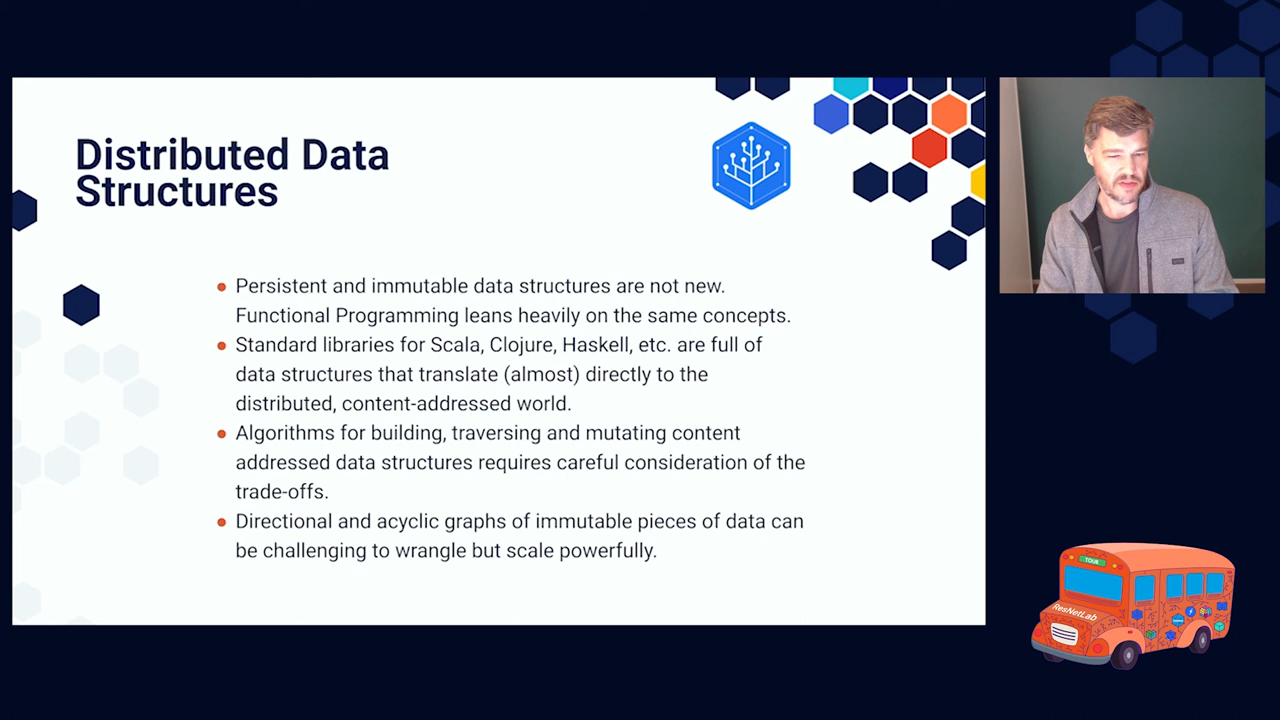 Distributed Data
Structures
Persistent and immutable data structures are not new.
Functional Programming leans heavily on the same concepts.
Standard libraries for Scala, Clojure, Haskell, etc. are full of
data structures that translate (almost) directly to the
distributed, content-addressed world.
Algorithms for building, traversing and mutating content
addressed data structures requires careful consideration of the
trade-offs.
Directional and acyclic graphs of immutable pieces of data can
be challenging to wrangle but scale powerfully.
TOUR
ResNetLab